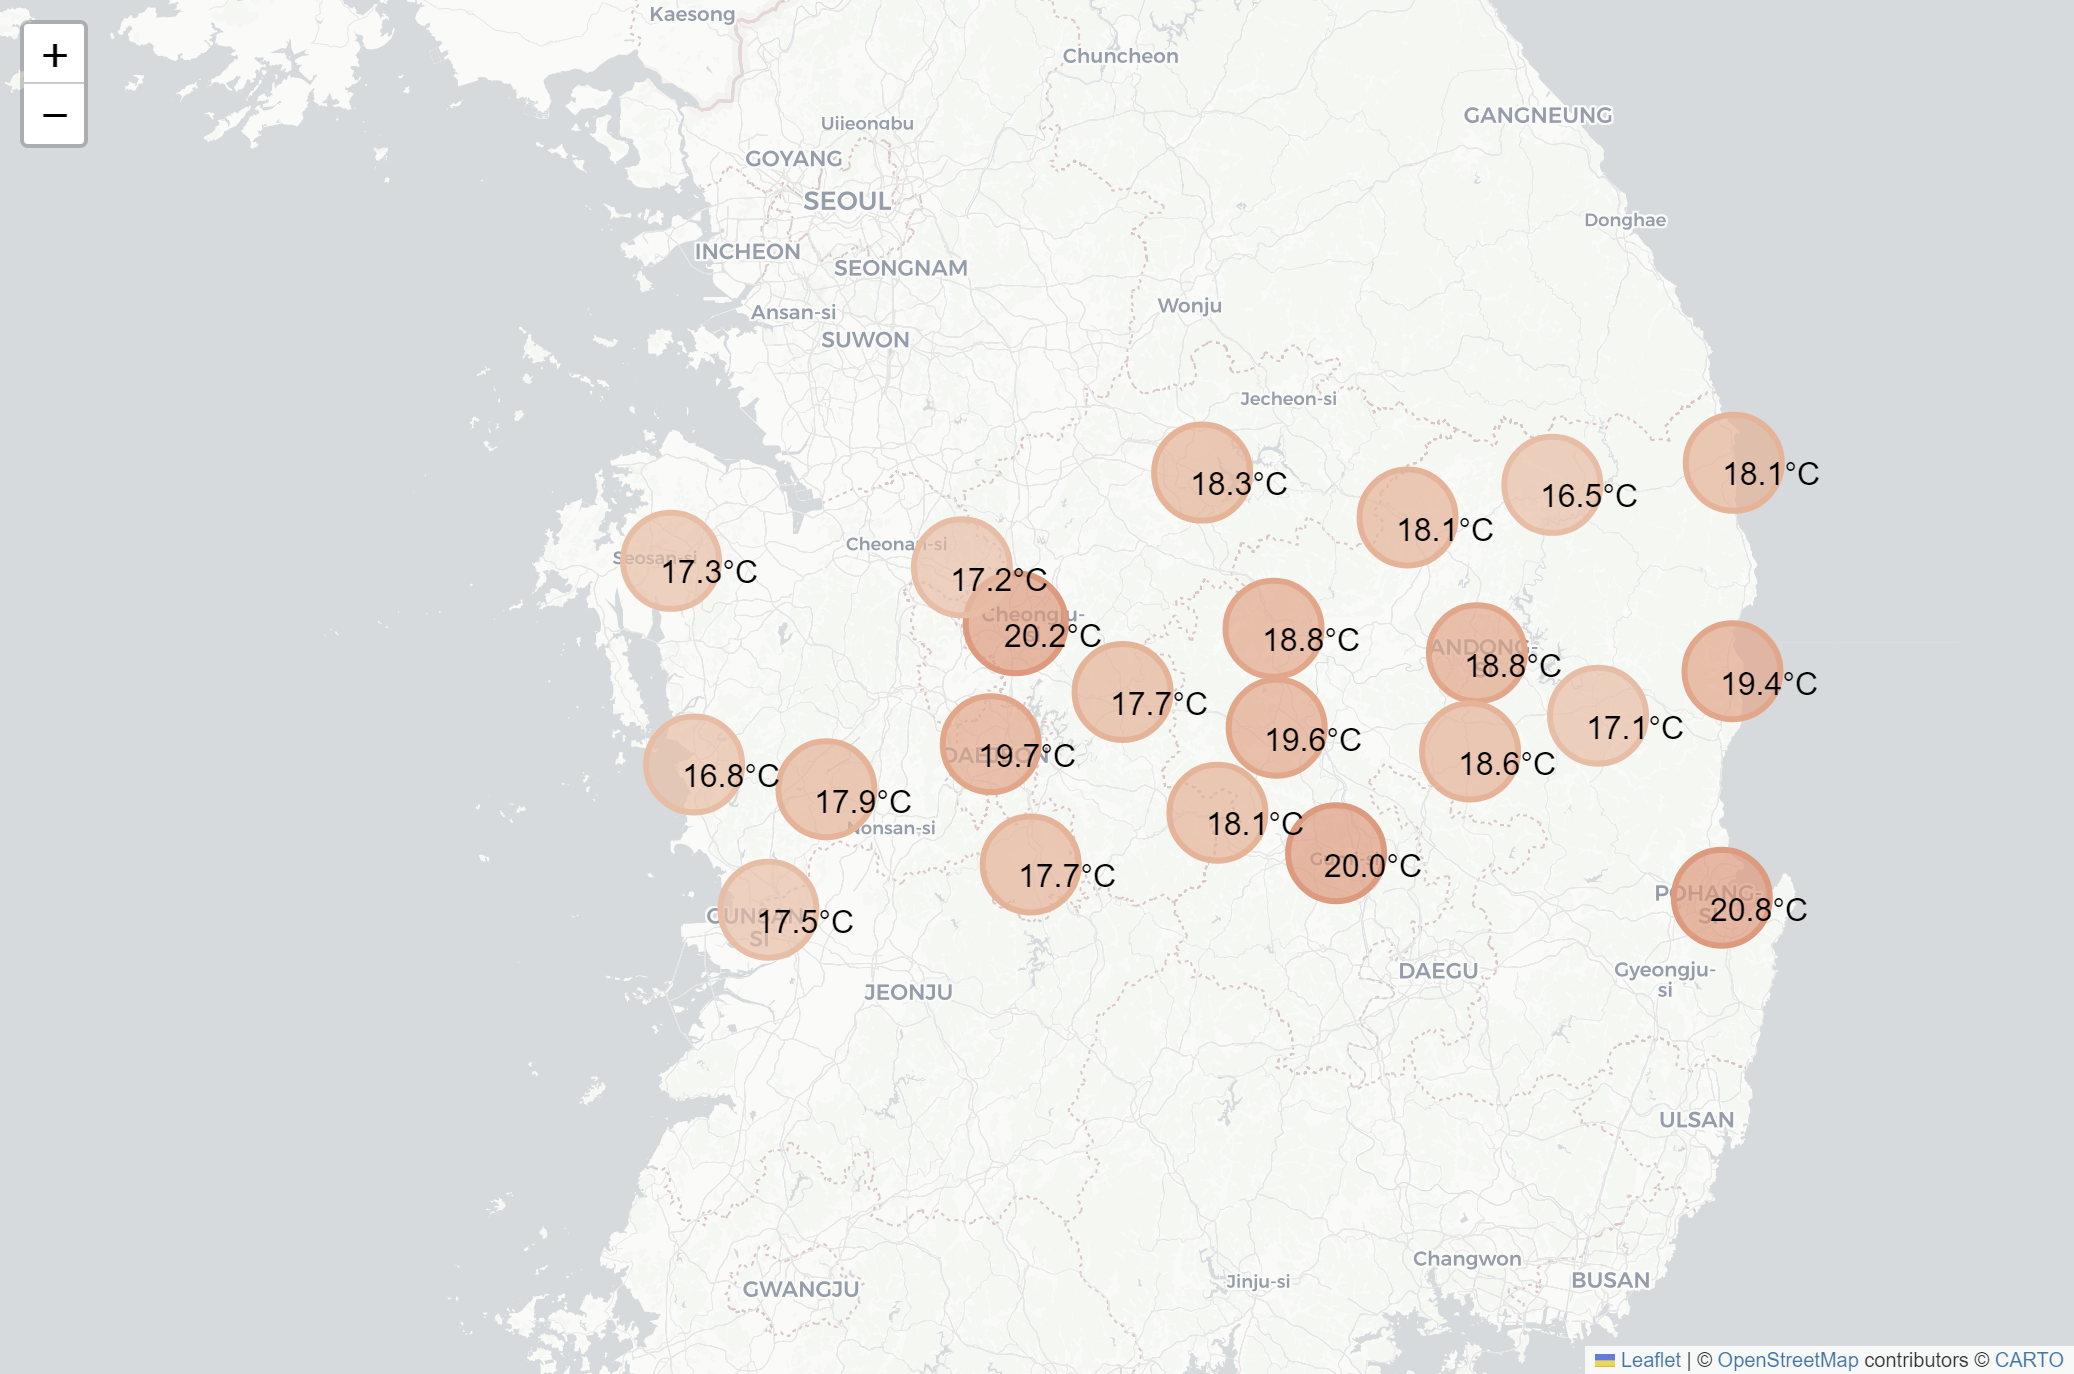 Kaesong
+
−
Chuncheon
GANGNEUNG
Uijeongbu
GOYANG
SEOUL
Donghae
INCHEON
SEONGNAM
Wonju
Ansan-si
SUWON
Jecheon-si
18.1°C
18.3°C
16.5°C
18.1°C
Cheonan-si
Seosan-si
17.3°C
17.2°C
Cheongju-
20.2°C
18.8°C
ANDONG-
18.8°C
19.4°C
17.7°C
17.1°C
19.6°C
DAEJEON
19.7°C
18.6°C
16.8°C
17.9°C
Nonsan-si
18.1°C
20.0°C
17.7°C
POHANG-
SI
20.8°C
GUNSAN-
SI
17.5°C
DAEGU
Gyeongju-
si
JEONJU
ULSAN
Changwon
Jinju-si
BUSAN
GWANGJU
Leaflet | © OpenStreetMap contributors © CARTO